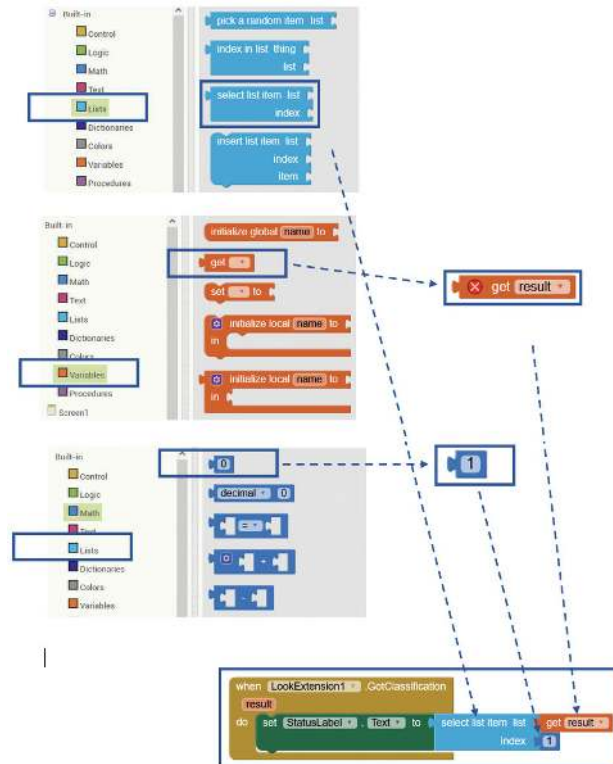 Built-in
Control
Logic
Math
Text
Lists
Dictionaries
Colors
Variables
Procedures
pick a random item list
index in list thing
list
select list item list
index
insert list item list
index
item
Built-in
Control
Logic
Math
Text
Lists
Dictionaries
Colors
Variables
Procedures
Screen1
initialize global name to
get
set to
initialize local name to
in
initialize local name to
in
get result
Built-in
Control
Logic
Math
Text
Lists
Dictionaries
Colors
Variables
0
decimal 0
=
+
-
1
when LookExtension1 .GotClassification
result
do set StatusLabel . Text to select list item list get result
index 1